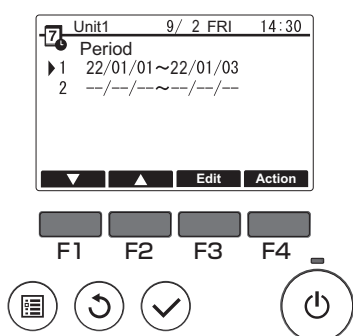 7 Unit1 9/ 2 FRI 14:30
Period
1 22/01/01～22/01/03
2 --/--/--～--/--/--
Edit Action
F1 F2 F3 F4